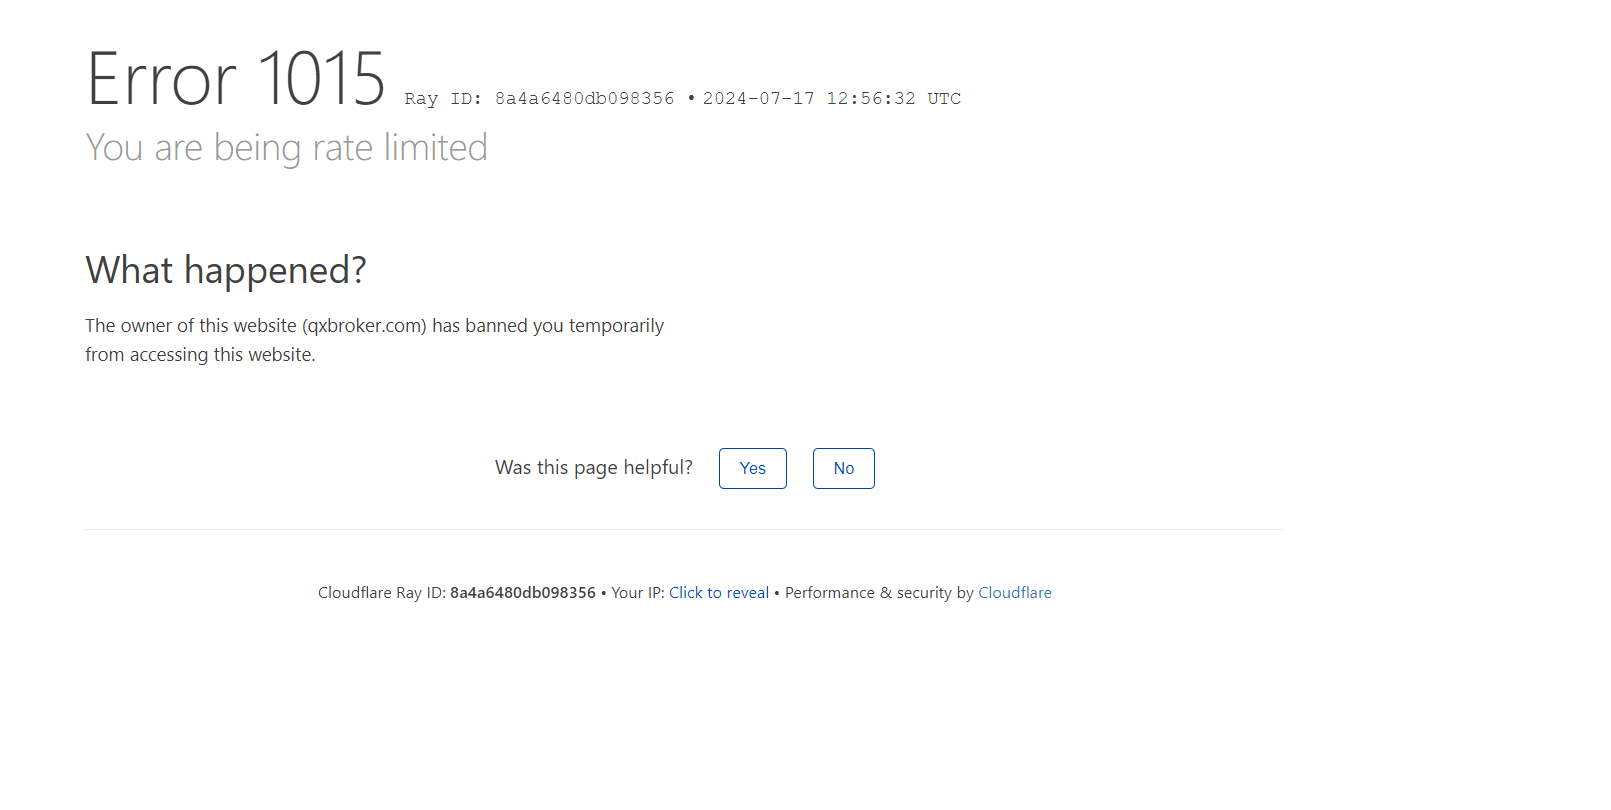 Error 1015 Ray ID: 8a4a6480db098356 • 2024-07-17 12:56:32 UTC
You are being rate limited
What happened?
The owner of this website (qxbroker.com) has banned you temporarily
from accessing this website.
Was this page helpful? Yes No
Cloudflare Ray ID: 8a4a6480db098356 • Your IP: Click to reveal • Performance & security by Cloudflare